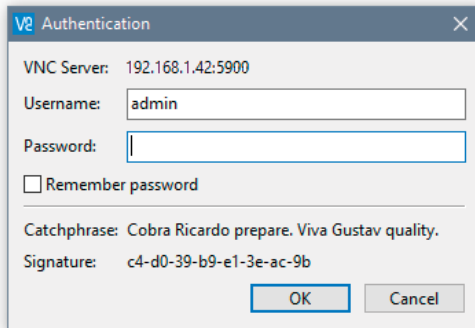 V2 Authentication
VNC Server: 192.168.1.42:5900
Username: admin
Password:
Remember password
Catchphrase: Cobra Ricardo prepare. Viva Gustav quality.
Signature: c4-d0-39-b9-e1-3e-ac-9b
OK Cancel